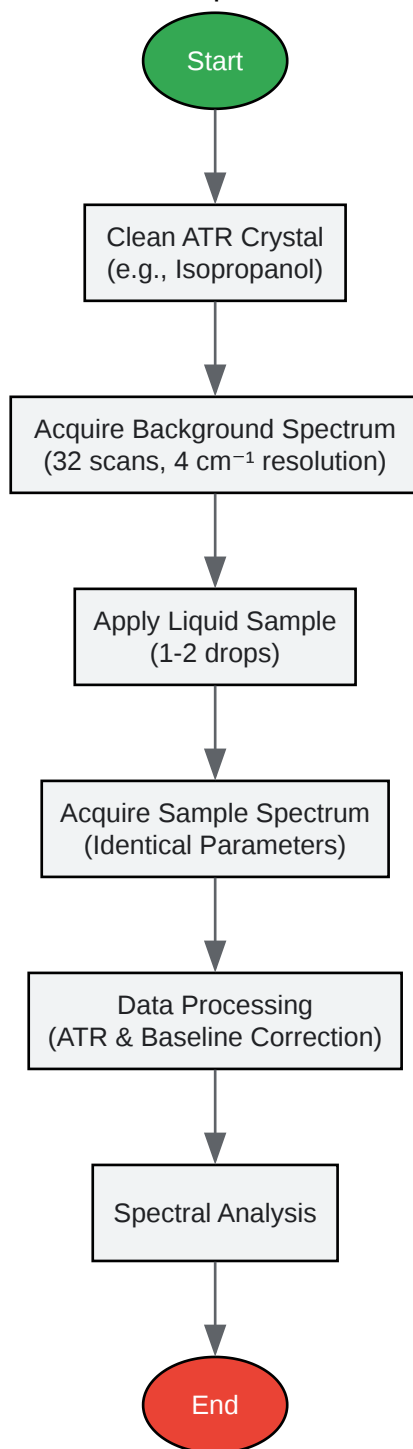 Start
Clean ATR Crystal
(e.g., Isopropanol)
Acquire Background Spectrum
(32 scans, 4 cm⁻¹ resolution)
Apply Liquid Sample
(1-2 drops)
Acquire Sample Spectrum
(Identical Parameters)
Data Processing
(ATR & Baseline Correction)
Spectral Analysis
End